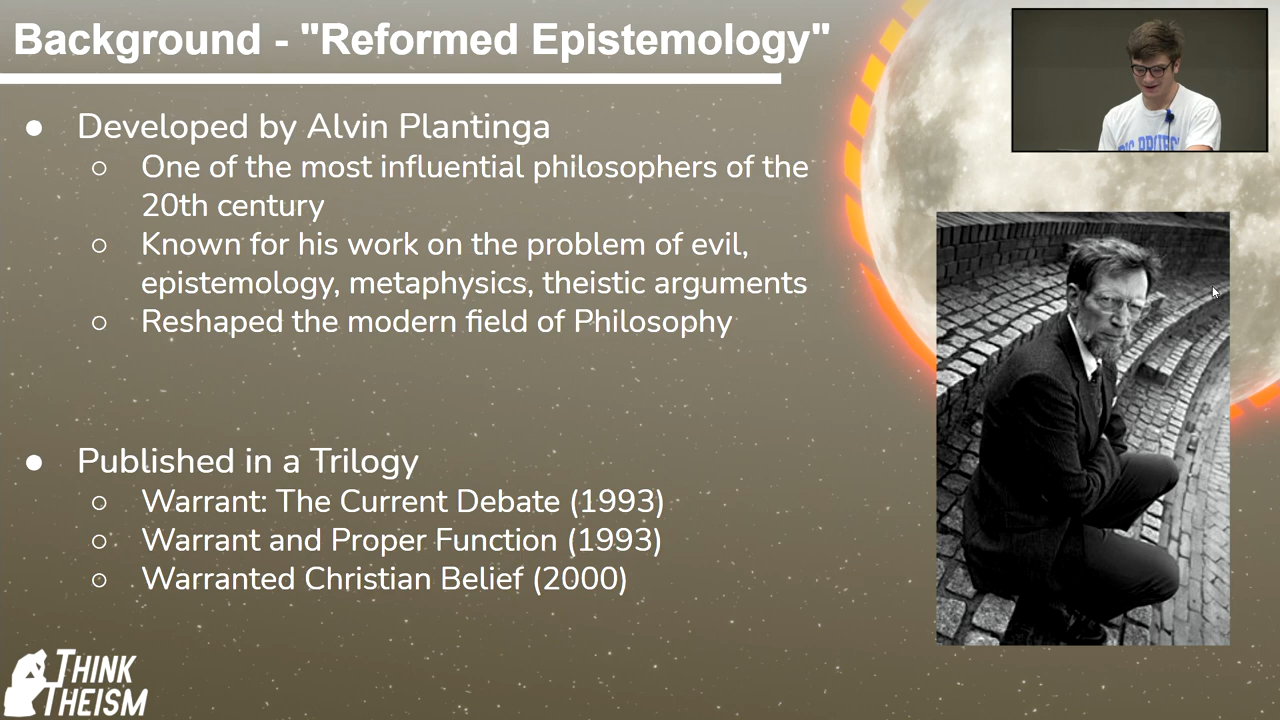 Background - "Reformed Epistemology"
● Developed by Alvin Plantinga
○ One of the most influential philosophers of the
20th century
○ Known for his work on the problem of evil,
epistemology, metaphysics, theistic arguments
○ Reshaped the modern field of Philosophy
● Published in a Trilogy
○ Warrant: The Current Debate (1993)
○ Warrant and Proper Function (1993)
○ Warranted Christian Belief (2000)
THINK
THEISM